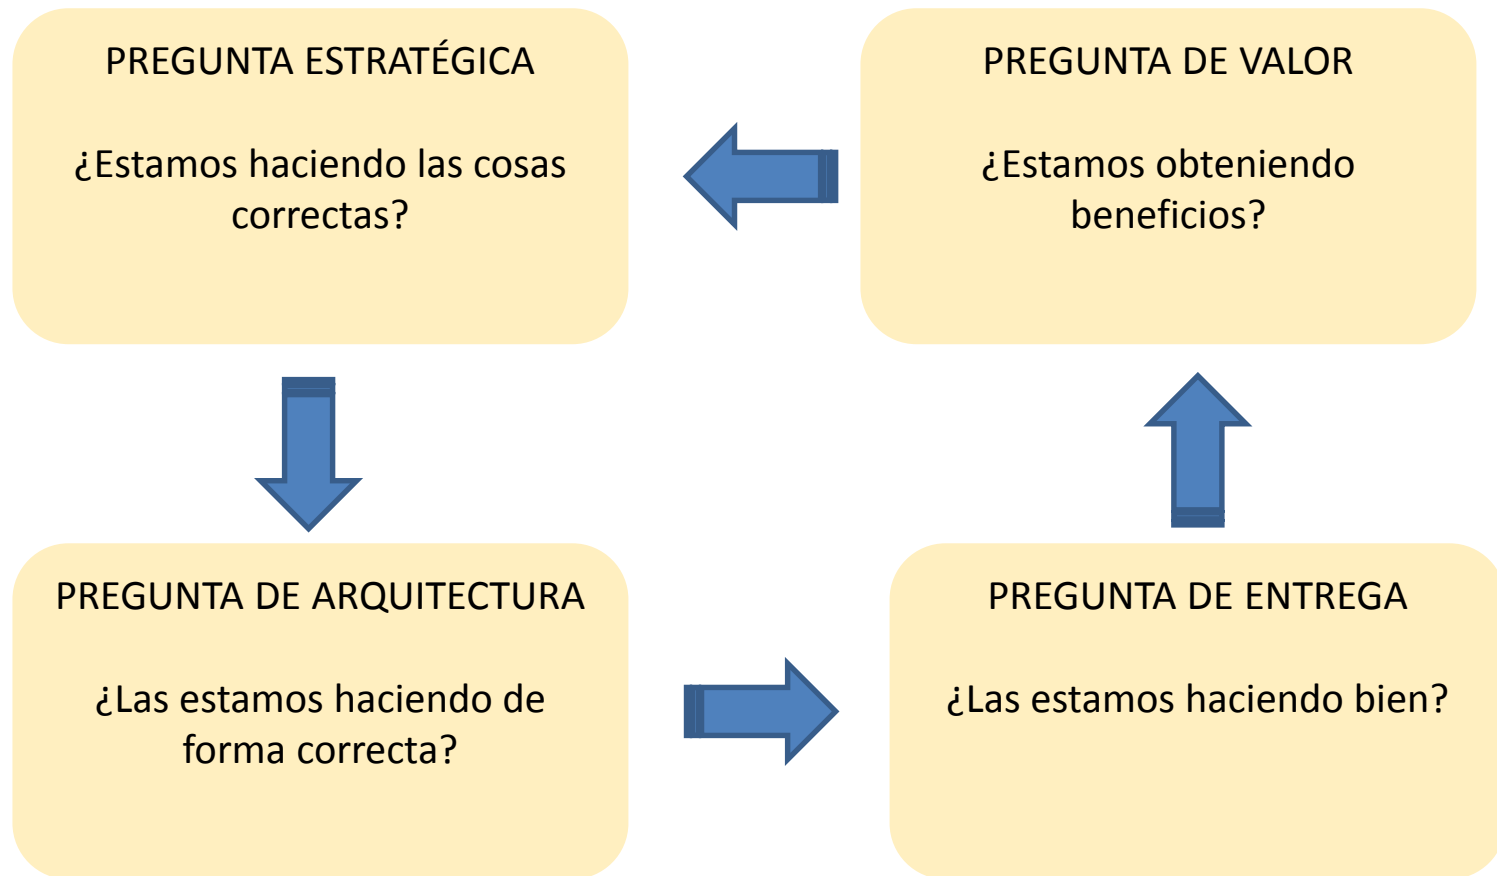 PREGUNTA ESTRATÉGICA
¿Estamos haciendo las cosas
correctas?
PREGUNTA DE VALOR
¿Estamos obteniendo
beneficios?
PREGUNTA DE ARQUITECTURA
¿Las estamos haciendo de
forma correcta?
PREGUNTA DE ENTREGA
¿Las estamos haciendo bien?